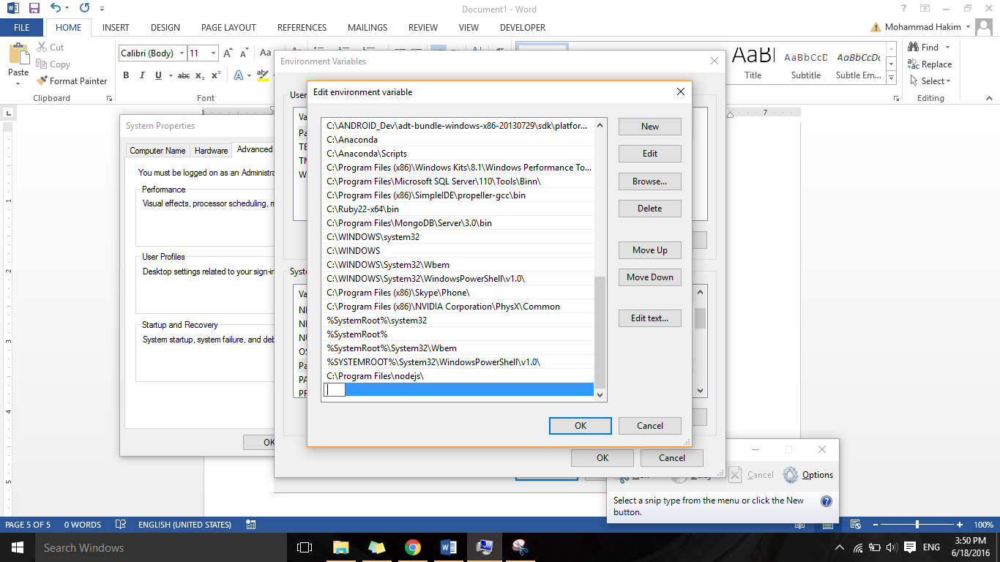 Document1 - Word
FILE
HOME
INSERT
DESIGN
PAGE LAYOUT
REFERENCES
MAILINGS
REVIEW
VIEW
DEVELOPER
Mohammad Hakim
Paste
Cut
Copy
Format Painter
Clipboard
Calibri (Body)
11
Font
Title
AaBbCcD
Subtitle
AaBbCcDc
Subtle Em...
Find
Replace
Select
Editing
1
7
System Properties
Computer Name
Hardware
Advanced
You must be logged on as an Administra
Performance
Visual effects, processor scheduling, m
User Profiles
Desktop settings related to your sign-in
Startup and Recovery
System startup, system failure, and deb
OK
Environment Variables
User
Va
Pa
TE
TM
W
Syste
Va
NU
OS
Pa
PA
PF
OK
Cancel
Edit environment variable
C:\ANDROID_Dev\adt-bundle-windows-x86-20130729\sdk\platfor...
C:\Anaconda
C:\Anaconda\Scripts
C:\Program Files (x86)\Windows Kits\8.1\Windows Performance To...
C:\Program Files\Microsoft SQL Server\110\Tools\Binn\
C:\Program Files (x86)\SimpleIDE\propeller-gcc\bin
C:\Ruby22-x64\bin
C:\Program Files\MongoDB\Server\3.0\bin
C:\WINDOWS\system32
C:\WINDOWS
C:\WINDOWS\System32\Wbem
C:\WINDOWS\System32\WindowsPowerShell\v1.0\
C:\Program Files (x86)\Skype\Phone\
C:\Program Files (x86)\NVIDIA Corporation\PhysX\Common
%SystemRoot%\system32
%SystemRoot%
%SystemRoot%\System32\Wbem
%SYSTEMROOT%\System32\WindowsPowerShell\v1.0\
C:\Program Files\nodejs\
New
Edit
Browse...
Delete
Move Up
Move Down
Edit text...
OK
Cancel
Cancel
Options
Select a snip type from the menu or click the New
button.
PAGE 5 OF 5
0 WORDS
ENGLISH (UNITED STATES)
100%
Search Windows
ENG
3:50 PM
6/18/2016